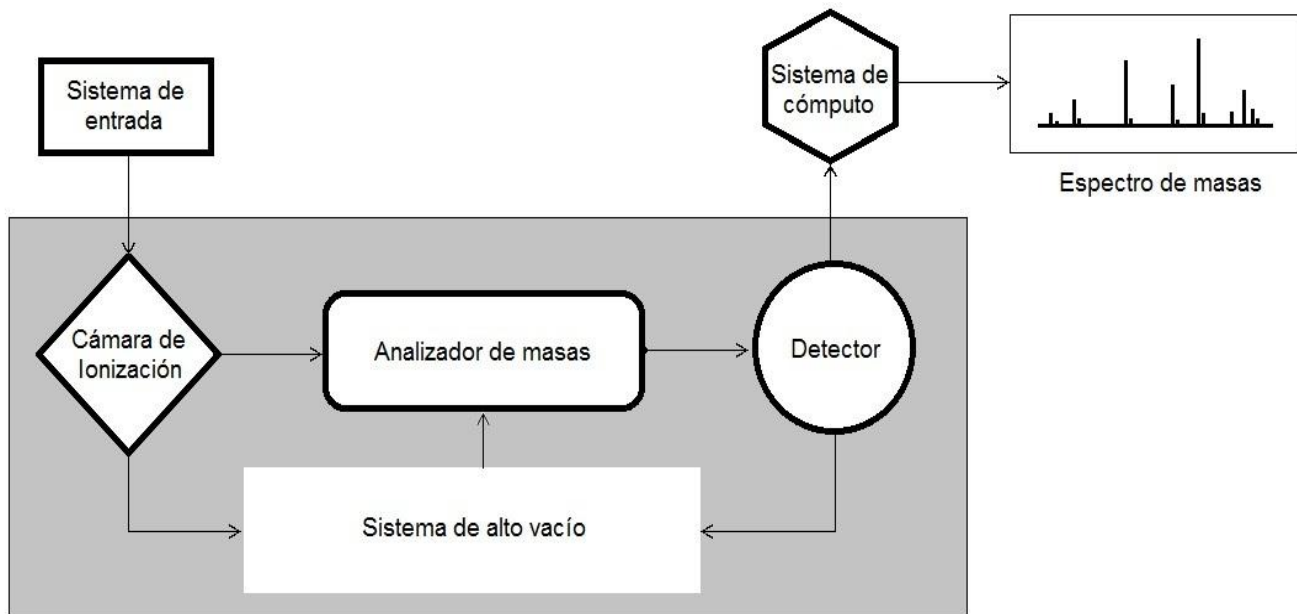 Sistema de
entrada
Sistema de
cómputo
Espectro de masas
Cámara de
Ionización
Analizador de masas
Detector
Sistema de alto vacío